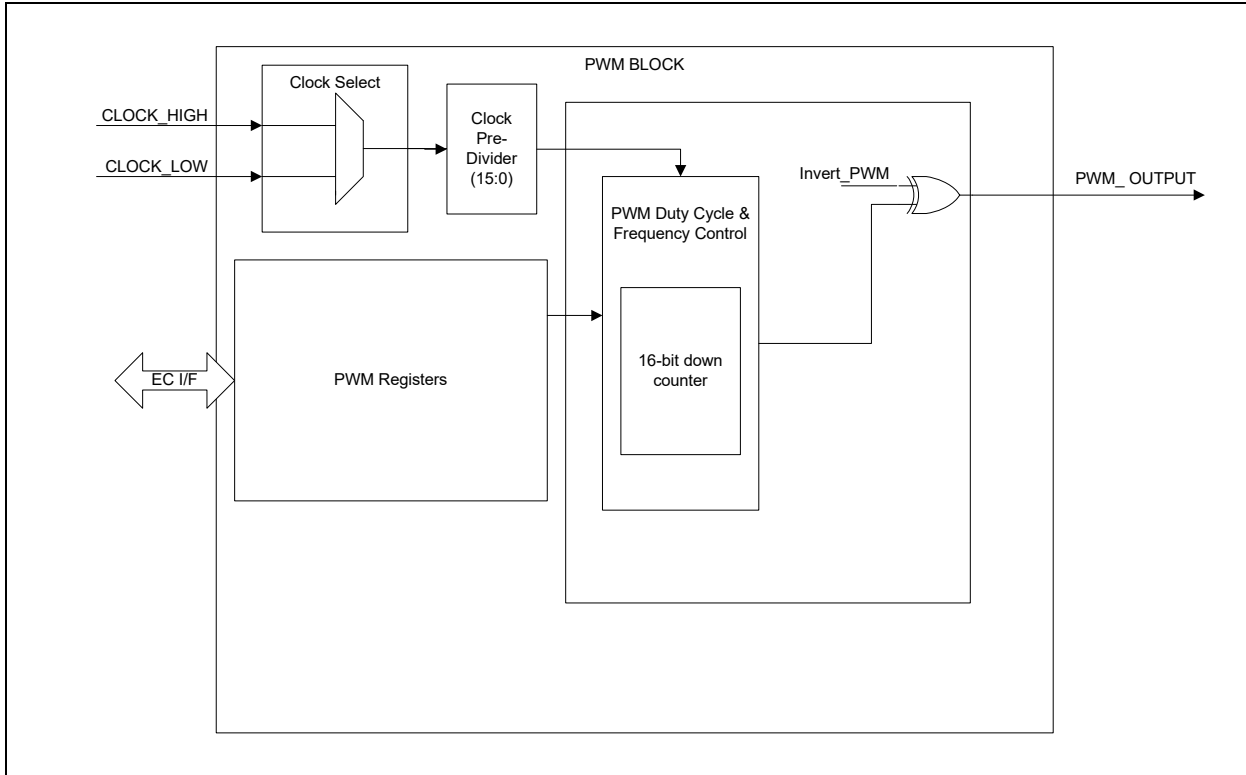 PWM BLOCK
Clock Select
CLOCK_HIGH
CLOCK_LOW
Clock
Pre-
Divider
(15:0)
Invert_PWM
PWM_ OUTPUT
PWM Duty Cycle &
Frequency Control
16-bit down
counter
EC I/F
PWM Registers